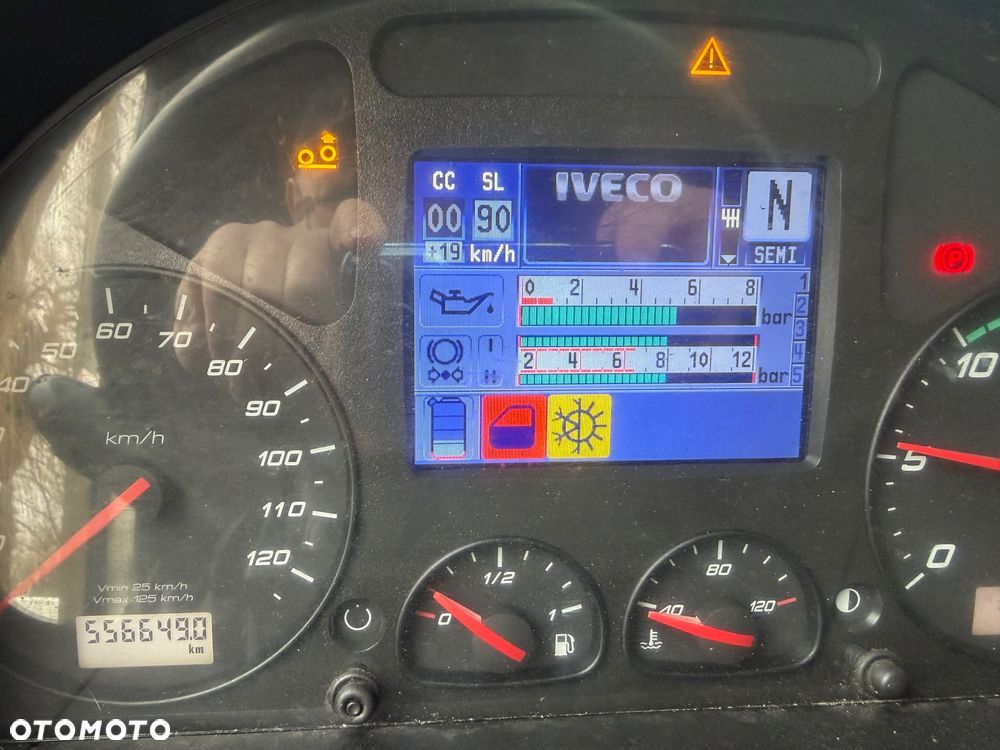 CC SL
00 90
+19 km/h
IVECO
4H
N
SEMI
0 2 4 6 8
bar
2 4 6 8 10 12
bar
1
2
3
4
5
40
50
60
70
80
90
100
110
120
km/h
Vmin 25 km/h
Vmax 125 km/h
556649.0
km
0 1/2 1
40 80 120
P
10
5
0
OTOMOTO